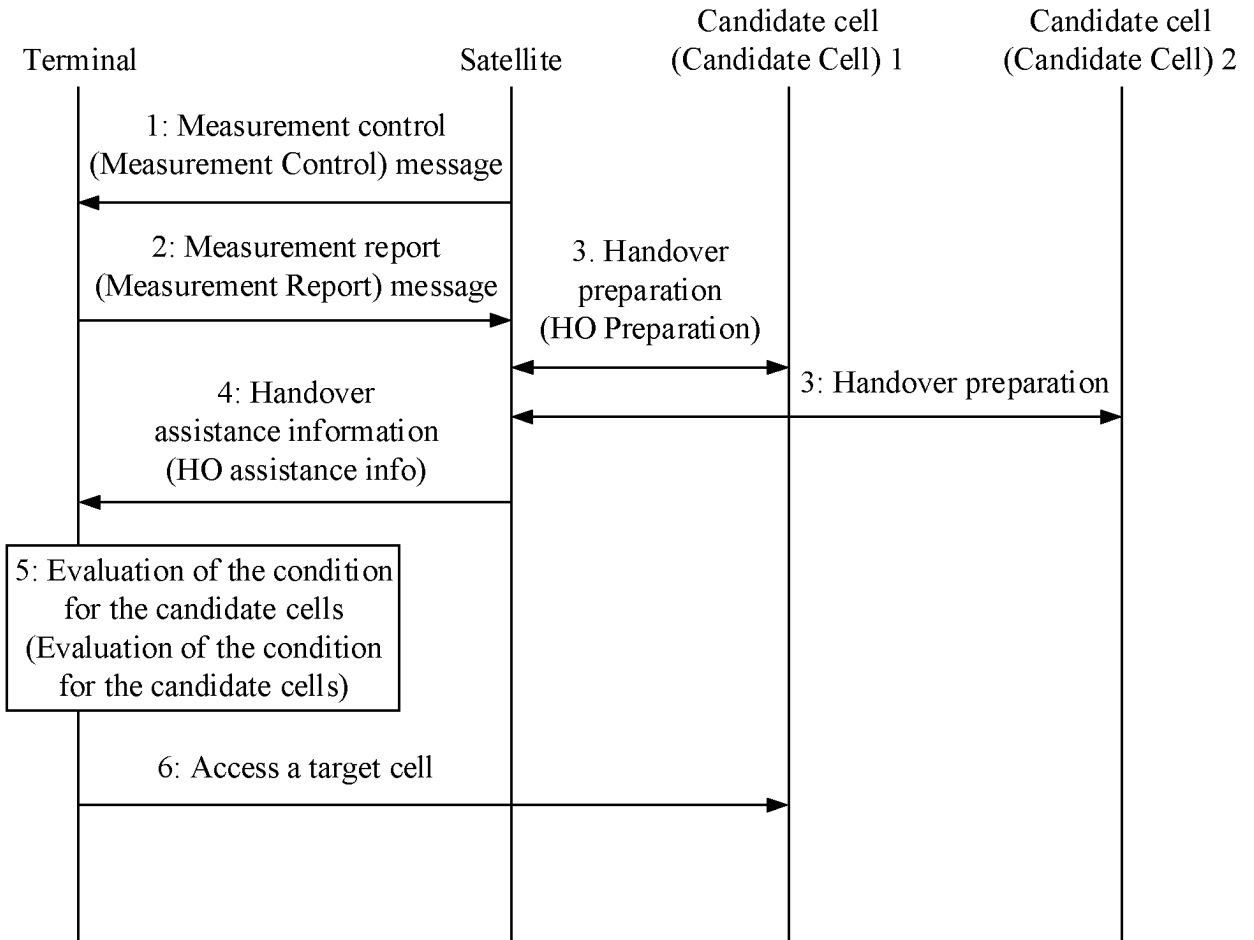 Terminal
Satellite
Candidate cell
(Candidate Cell) 1
Candidate cell
(Candidate Cell) 2
1: Measurement control
(Measurement Control) message
2: Measurement report
(Measurement Report) message
3. Handover
preparation
(HO Preparation)
3: Handover preparation
4: Handover
assistance information
(HO assistance info)
5: Evaluation of the condition
for the candidate cells
(Evaluation of the condition
for the candidate cells)
6: Access a target cell